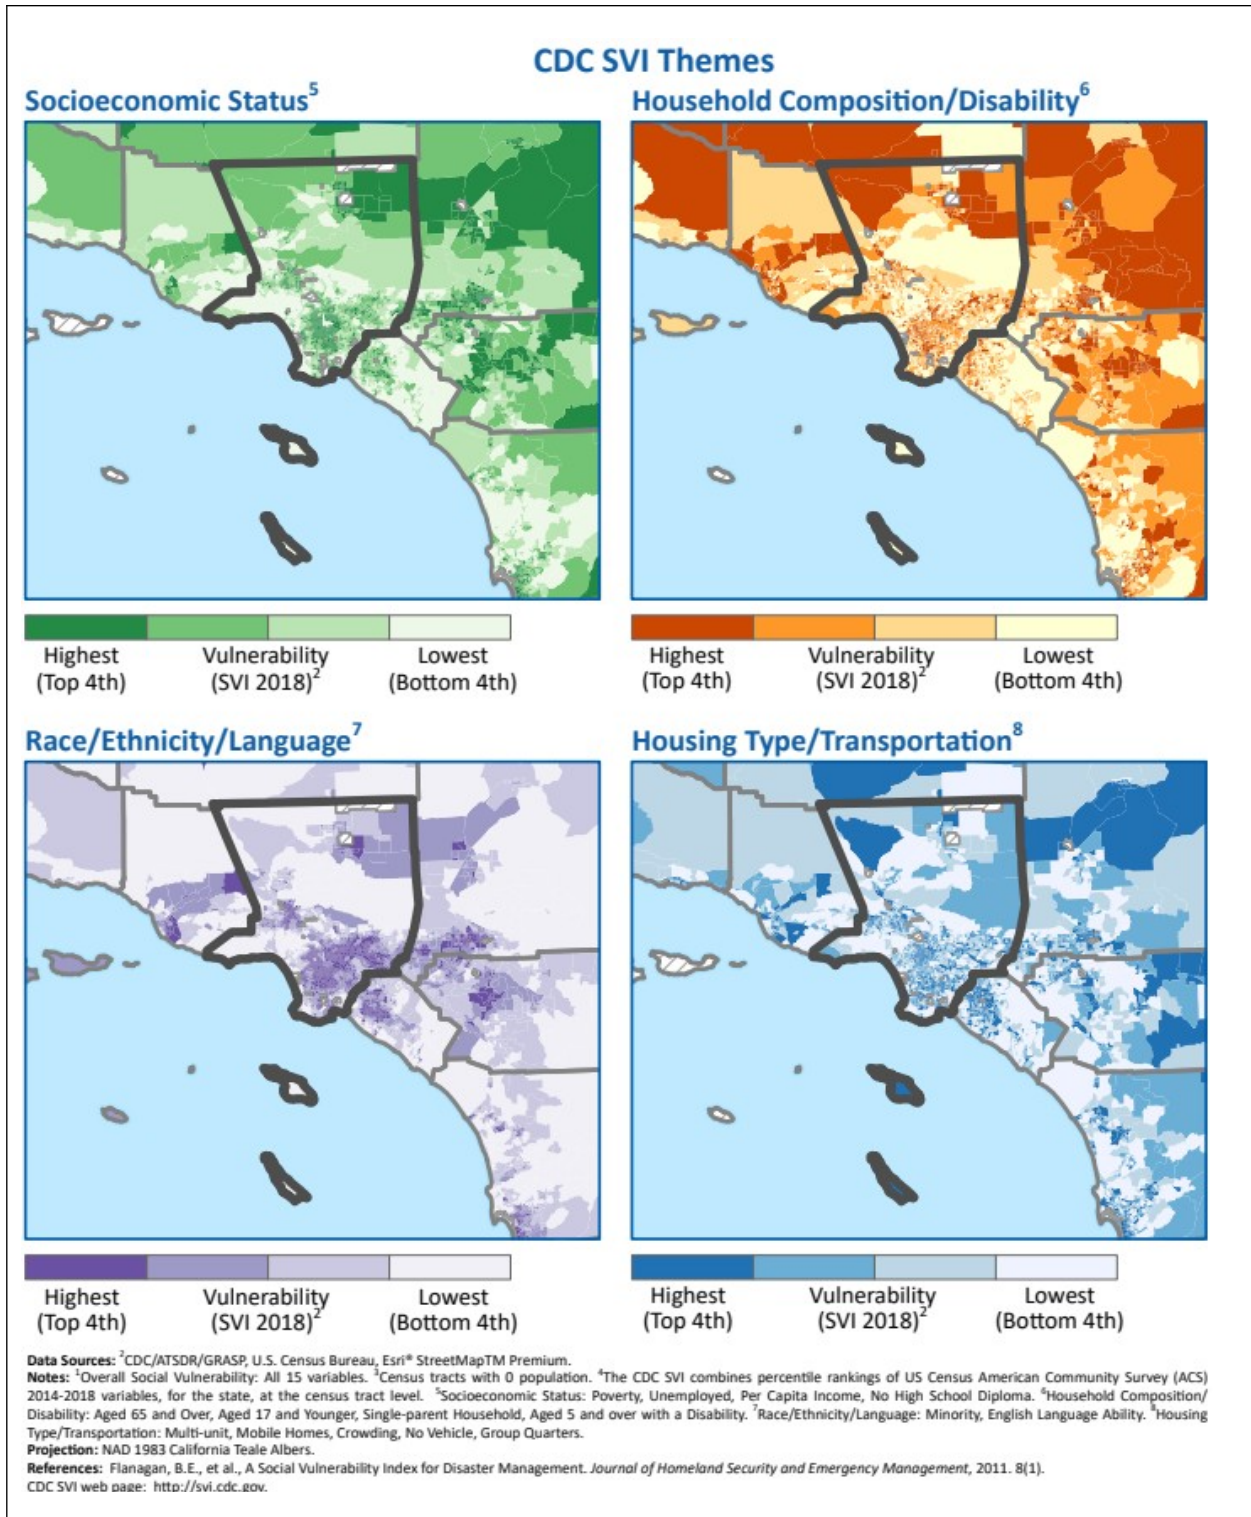 CDC SVI Themes
Socioeconomic Status⁵
Household Composition/Disability⁶
Highest
(Top 4th)
Vulnerability
(SVI 2018)²
Lowest
(Bottom 4th)
Highest
(Top 4th)
Vulnerability
(SVI 2018)²
Lowest
(Bottom 4th)
Race/Ethnicity/Language⁷
Housing Type/Transportation⁸
Highest
(Top 4th)
Vulnerability
(SVI 2018)²
Lowest
(Bottom 4th)
Highest
(Top 4th)
Vulnerability
(SVI 2018)²
Lowest
(Bottom 4th)
Data Sources: ²CDC/ATSDR/GRASP, U.S. Census Bureau, Esri® StreetMapTM Premium.
Notes: ¹Overall Social Vulnerability: All 15 variables. ³Census tracts with 0 population. ⁴The CDC SVI combines percentile rankings of US Census American Community Survey (ACS)
2014-2018 variables, for the state, at the census tract level. ⁵Socioeconomic Status: Poverty, Unemployed, Per Capita Income, No High School Diploma. ⁶Household Composition/
Disability: Aged 65 and Over, Aged 17 and Younger, Single-parent Household, Aged 5 and over with a Disability. ⁷Race/Ethnicity/Language: Minority, English Language Ability. ⁸Housing
Type/Transportation: Multi-unit, Mobile Homes, Crowding, No Vehicle, Group Quarters.
Projection: NAD 1983 California Teale Albers.
References: Flanagan, B.E., et al., A Social Vulnerability Index for Disaster Management. Journal of Homeland Security and Emergency Management, 2011. 8(1).
CDC SVI web page: http://svi.cdc.gov.